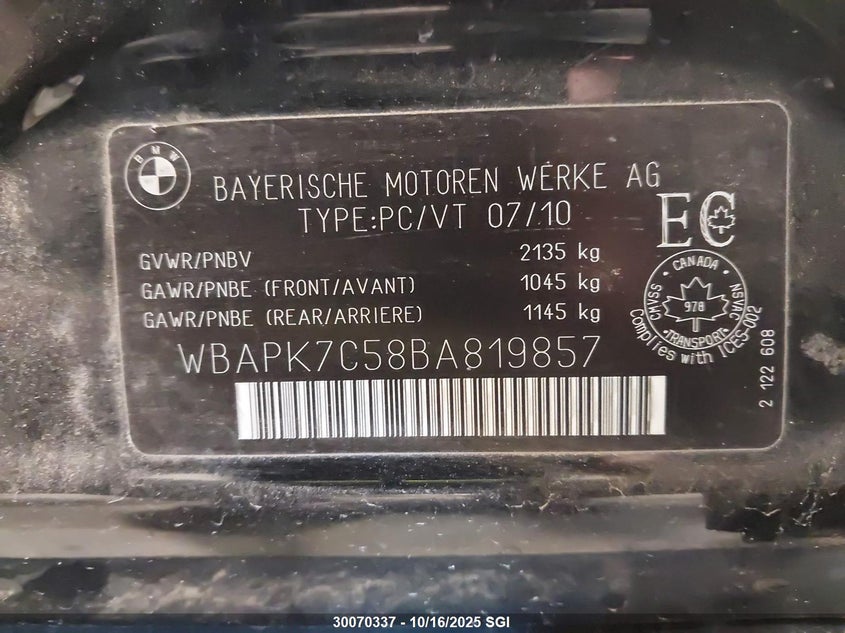 BMW
BAYERISCHE MOTOREN WERKE AG
TYPE:PC/VT 07/10
EC
GVWR/PNBV 2135 kg
GAWR/PNBE (FRONT/AVANT) 1045 kg
GAWR/PNBE (REAR/ARRIERE) 1145 kg
CANADA
CMVSS
978
NSVAC
TRANSPORT
Complies with ICES-002
WBAPK7C58BA819857
2 122 608
30070337 - 10/16/2025 SGI